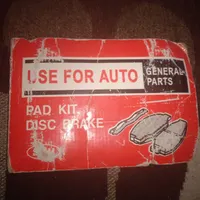 USE FOR AUTO
GENERAL
PARTS
PAD KIT
DISC BRAKE